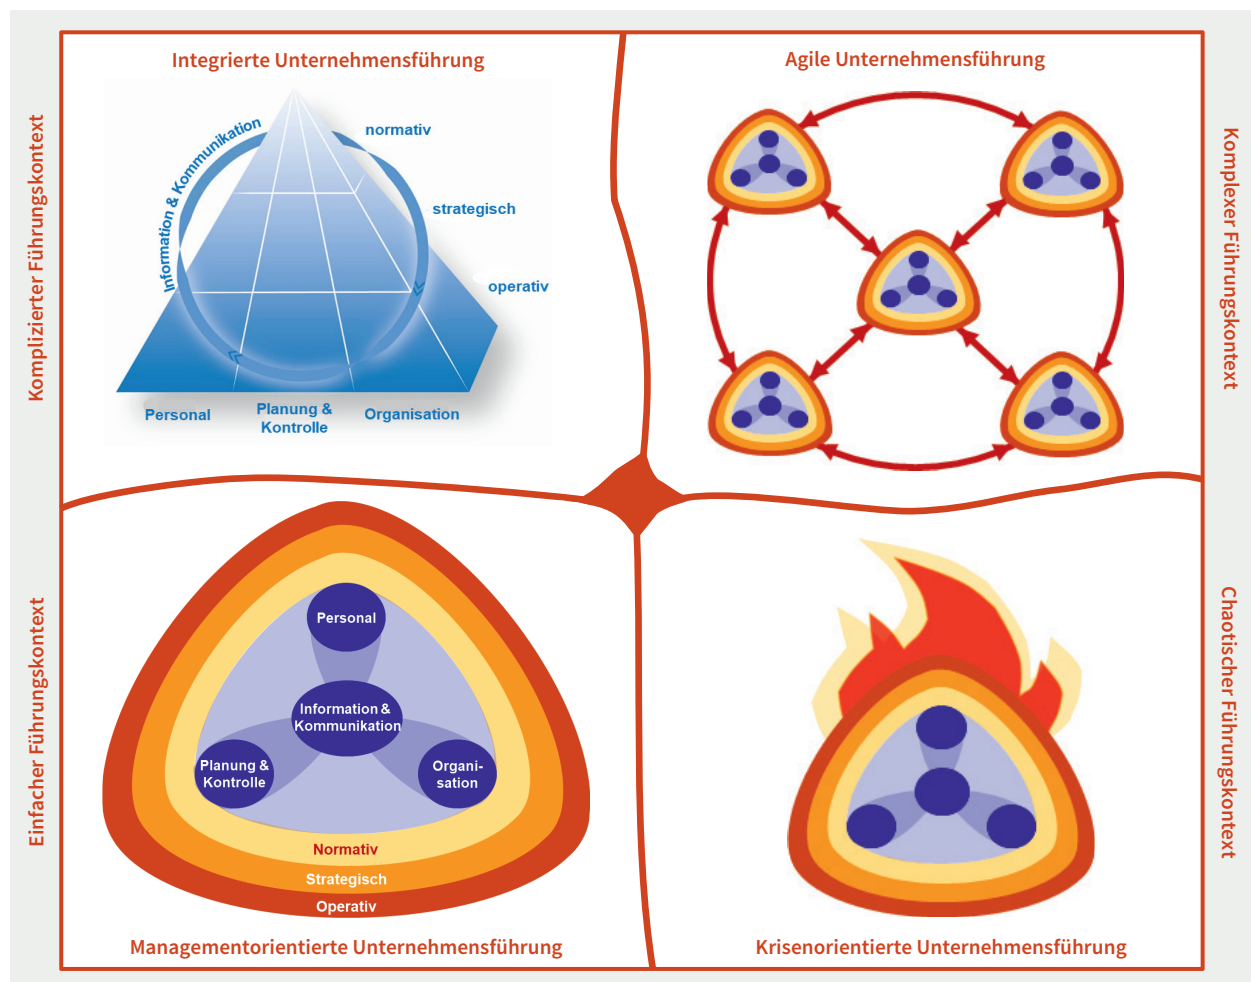 Integrierte Unternehmensführung
Agile Unternehmensführung
Komplizierter Führungskontext
Information & Kommunikation
normativ
strategisch
operativ
Personal
Planung &
Kontrolle
Organisation
Komplexer Führungskontext
Einfacher Führungskontext
Personal
Information &
Kommunikation
Planung &
Kontrolle
Organi-
sation
Normativ
Strategisch
Operativ
Managementorientierte Unternehmensführung
Chaotischer Führungskontext
Krisenorientierte Unternehmensführung